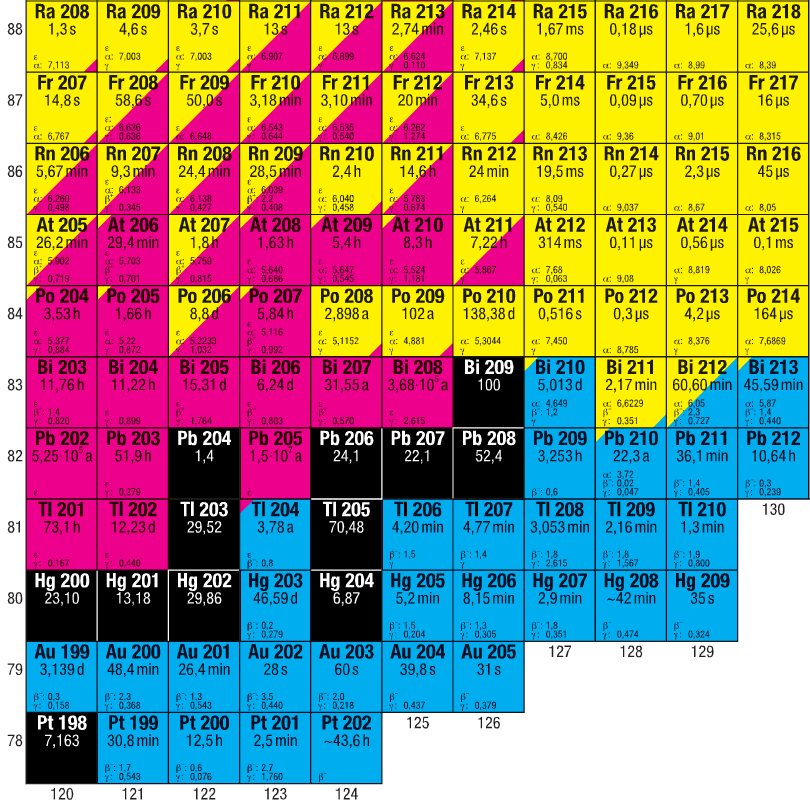 88
Ra 208
1,3 s
ε
α: 7,113
Ra 209
4,6 s
ε
α: 7,003
γ
Ra 210
3,7 s
ε
α: 7,003
γ
Ra 211
13 s
ε
α: 6,907
Ra 212
13 s
ε
α: 6,899
Ra 213
2,74 min
ε
α: 6,624
γ: 0,110
Ra 214
2,46 s
ε
α: 7,137
γ
Ra 215
1,67 ms
α: 8,700
γ: 0,834
Ra 216
0,18 µs
α: 9,349
Ra 217
1,6 µs
α: 8,99
Ra 218
25,6 µs
α: 8,39
87
Fr 207
14,8 s
ε
α: 6,767
Fr 208
58,6 s
ε
α: 6,636
γ: 0,636
Fr 209
50,0 s
ε
α: 6,648
Fr 210
3,18 min
ε
α: 6,543
γ: 0,644
Fr 211
3,10 min
ε
α: 6,535
γ: 0,540
Fr 212
20 min
ε
α: 6,262
γ: 1,274
Fr 213
34,6 s
ε
α: 6,775
Fr 214
5,0 ms
α: 8,426
Fr 215
0,09 µs
α: 9,36
Fr 216
0,70 µs
α: 9,01
Fr 217
16 µs
α: 8,315
86
Rn 206
5,67 min
ε
α: 6,260
γ: 0,498
Rn 207
9,3 min
ε
α: 6,133
β⁺
γ: 0,345
Rn 208
24,4 min
ε
α: 6,138
γ: 0,427
Rn 209
28,5 min
ε
α: 6,039
β⁺: 2,2
γ: 0,408
Rn 210
2,4 h
ε
α: 6,040
γ: 0,458
Rn 211
14,6 h
ε
α: 5,783
γ: 0,674
Rn 212
24 min
α: 6,264
Rn 213
19,5 ms
α: 8,09
γ: 0,540
Rn 214
0,27 µs
α: 9,037
Rn 215
2,3 µs
α: 8,67
Rn 216
45 µs
α: 8,05
85
At 205
26,2 min
ε
α: 5,902
β⁺
γ: 0,719
At 206
29,4 min
ε
α: 5,703
β⁺
γ: 0,701
At 207
1,8 h
ε
α: 5,759
β⁺
γ: 0,815
At 208
1,63 h
ε
α: 5,640
γ: 0,686
At 209
5,4 h
ε
α: 5,647
γ: 0,545
At 210
8,3 h
ε
α: 5,524
γ: 1,181
At 211
7,22 h
ε
α: 5,867
At 212
314 ms
α: 7,68
γ: 0,063
At 213
0,11 µs
α: 9,08
At 214
0,56 µs
α: 8,819
At 215
0,1 ms
α: 8,026
84
Po 204
3,53 h
ε
α: 5,377
γ: 0,884
Po 205
1,66 h
ε
α: 5,22
γ: 0,872
Po 206
8,8 d
ε
α: 5,2233
γ: 1,032
Po 207
5,84 h
ε
α: 5,116
β⁺
γ: 0,992
Po 208
2,898 a
ε
α: 5,1152
Po 209
102 a
ε
α: 4,881
Po 210
138,38 d
α: 5,3044
Po 211
0,516 s
α: 7,450
Po 212
0,3 µs
α: 8,785
Po 213
4,2 µs
α: 8,376
Po 214
164 µs
α: 7,6869
83
Bi 203
11,76 h
ε
β⁺: 1,4
γ: 0,820
Bi 204
11,22 h
ε
γ: 0,899
Bi 205
15,31 d
ε
β⁺
γ: 1,764
Bi 206
6,24 d
ε
β⁺
γ: 0,803
Bi 207
31,55 a
ε
β⁺
γ: 0,570
Bi 208
3,68·10⁵ a
ε
γ: 2,615
Bi 209
100
Bi 210
5,013 d
α: 4,649
β⁻: 1,2
γ
Bi 211
2,17 min
α: 6,6229
β⁻
γ: 0,351
Bi 212
60,60 min
α: 6,05
β⁻: 2,3
γ: 0,727
Bi 213
45,59 min
α: 5,87
β⁻: 1,4
γ: 0,440
82
Pb 202
5,25·10⁵ a
ε
Pb 203
51,9 h
ε
γ: 0,279
Pb 204
1,4
Pb 205
1,5·10⁷ a
ε
Pb 206
24,1
Pb 207
22,1
Pb 208
52,4
Pb 209
3,253 h
β⁻: 0,6
Pb 210
22,3 a
α: 3,72
β⁻: 0,02
γ: 0,047
Pb 211
36,1 min
β⁻: 1,4
γ: 0,405
Pb 212
10,64 h
β⁻: 0,3
γ: 0,239
81
Tl 201
73,1 h
ε
γ: 0,167
Tl 202
12,23 d
ε
γ: 0,440
Tl 203
29,52
Tl 204
3,78 a
ε
β⁻: 0,8
Tl 205
70,48
Tl 206
4,20 min
β⁻: 1,5
γ
Tl 207
4,77 min
β⁻: 1,4
γ
Tl 208
3,053 min
β⁻: 1,8
γ: 2,615
Tl 209
2,16 min
β⁻: 1,8
γ: 1,567
Tl 210
1,3 min
β⁻: 1,9
γ: 0,800
130
80
Hg 200
23,10
Hg 201
13,18
Hg 202
29,86
Hg 203
46,59 d
β⁻: 0,2
γ: 0,279
Hg 204
6,87
Hg 205
5,2 min
β⁻: 1,5
γ: 0,204
Hg 206
8,15 min
β⁻: 1,3
γ: 0,305
Hg 207
2,9 min
β⁻: 1,8
γ: 0,351
Hg 208
~42 min
β⁻
γ: 0,474
Hg 209
35 s
β⁻
γ: 0,324
79
Au 199
3,139 d
β⁻: 0,3
γ: 0,158
Au 200
48,4 min
β⁻: 2,3
γ: 0,368
Au 201
26,4 min
β⁻: 1,3
γ: 0,543
Au 202
28 s
β⁻: 3,5
γ: 0,440
Au 203
60 s
β⁻: 2,0
γ: 0,218
Au 204
39,8 s
β⁻
γ: 0,437
Au 205
31 s
β⁻
γ: 0,379
127
128
129
78
Pt 198
7,163
Pt 199
30,8 min
β⁻: 1,7
γ: 0,543
Pt 200
12,5 h
β⁻: 0,6
γ: 0,076
Pt 201
2,5 min
β⁻: 2,7
γ: 1,760
Pt 202
~43,6 h
β⁻
125
126
120
121
122
123
124